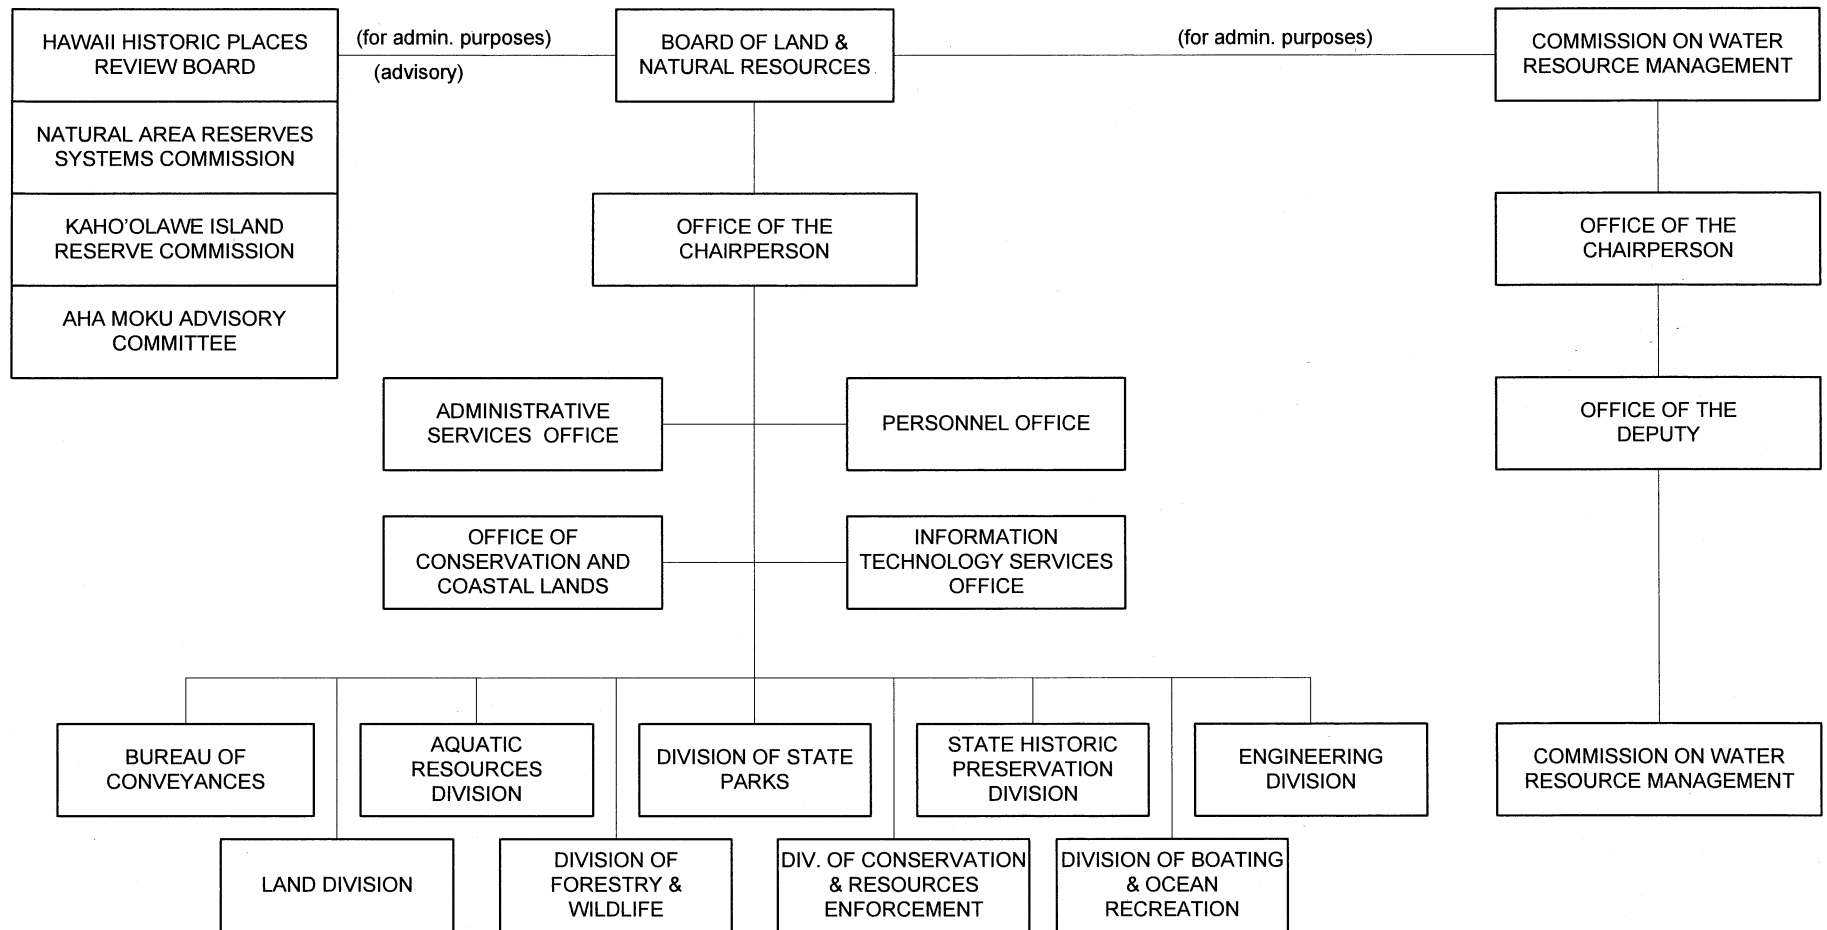 HAWAII HISTORIC PLACES
REVIEW BOARD
(for admin. purposes)
(advisory)
BOARD OF LAND &
NATURAL RESOURCES
(for admin. purposes)
COMMISSION ON WATER
RESOURCE MANAGEMENT
NATURAL AREA RESERVES
SYSTEMS COMMISSION
KAHO'OLAWE ISLAND
RESERVE COMMISSION
OFFICE OF THE
CHAIRPERSON
OFFICE OF THE
CHAIRPERSON
AHA MOKU ADVISORY
COMMITTEE
ADMINISTRATIVE
SERVICES OFFICE
PERSONNEL OFFICE
OFFICE OF THE
DEPUTY
OFFICE OF
CONSERVATION AND
COASTAL LANDS
INFORMATION
TECHNOLOGY SERVICES
OFFICE
BUREAU OF
CONVEYANCES
AQUATIC
RESOURCES
DIVISION
DIVISION OF STATE
PARKS
STATE HISTORIC
PRESERVATION
DIVISION
ENGINEERING
DIVISION
COMMISSION ON WATER
RESOURCE MANAGEMENT
LAND DIVISION
DIVISION OF
FORESTRY &
WILDLIFE
DIV. OF CONSERVATION
& RESOURCES
ENFORCEMENT
DIVISION OF BOATING
& OCEAN
RECREATION